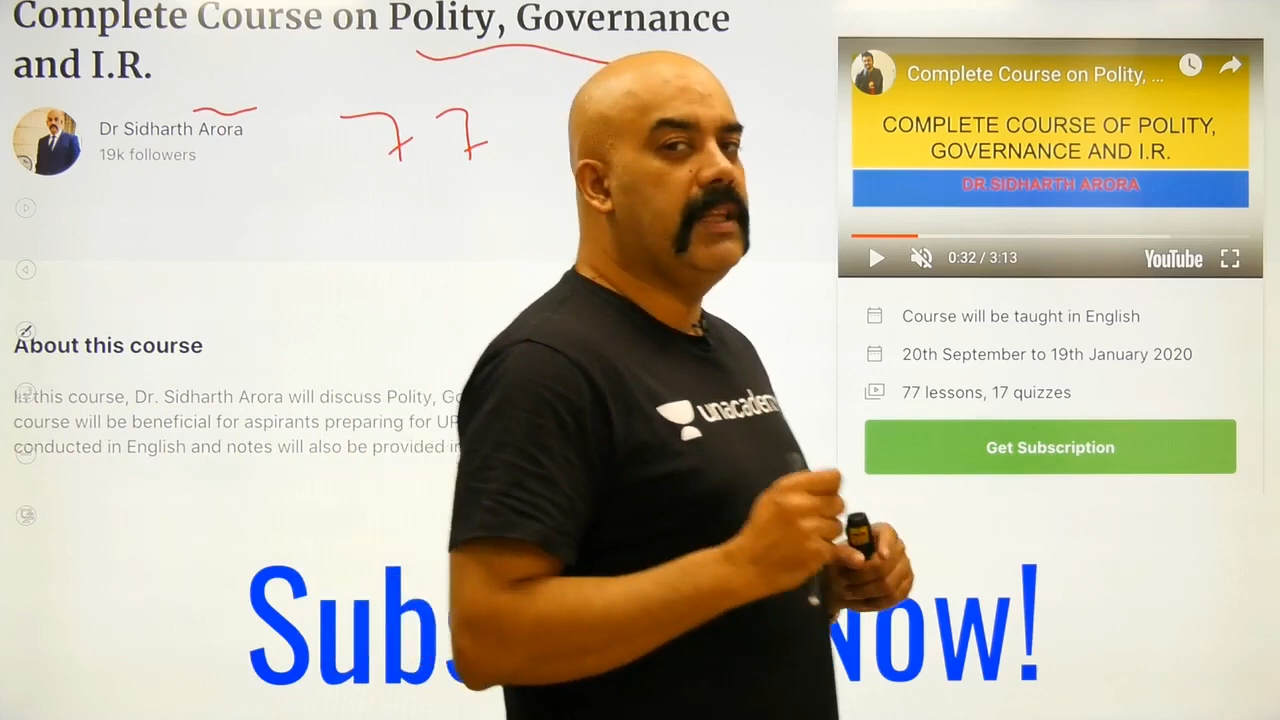 Complete Course on Polity, Governance
and I.R.
Dr Sidharth Arora
19k followers
77
About this course
In this course, Dr. Sidharth Arora will discuss Polity,
course will be beneficial for aspirants preparing for
conducted in English and notes will also be provided
unacademy
Complete Course on Polity, ...
COMPLETE COURSE OF POLITY,
GOVERNANCE AND I.R.
DR.SIDHARTH ARORA
0:32 / 3:13
YouTube
Course will be taught in English
20th September to 19th January 2020
77 lessons, 17 quizzes
Get Subscription
Now!